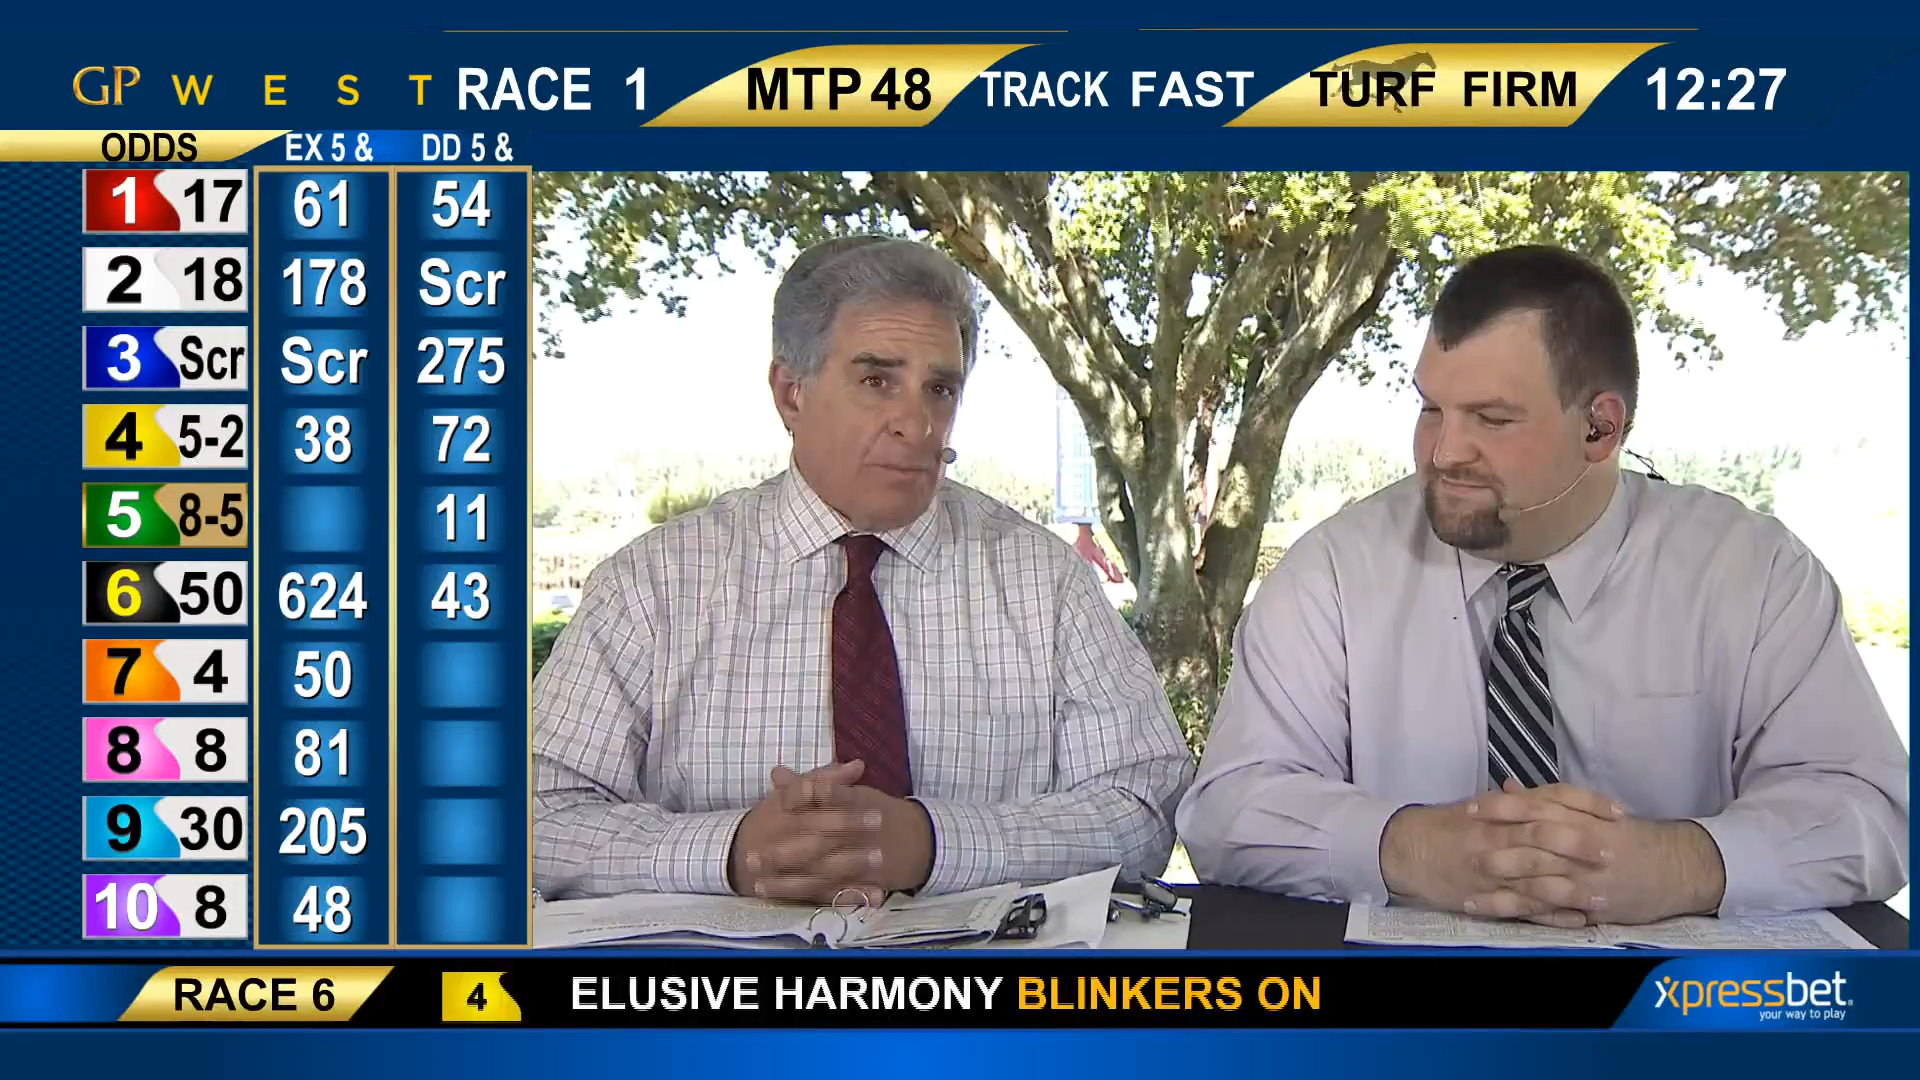 GP WEST RACE 1 MTP 48 TRACK FAST TURF FIRM 12:27
ODDS EX 5 & DD 5 &
1 17 61 54
2 18 178 Scr
3 Scr Scr 275
4 5-2 38 72
5 8-5 11
6 50 624 43
7 4 50
8 8 81
9 30 205
10 8 48
RACE 6 4 ELUSIVE HARMONY BLINKERS ON xpressbet
your way to play